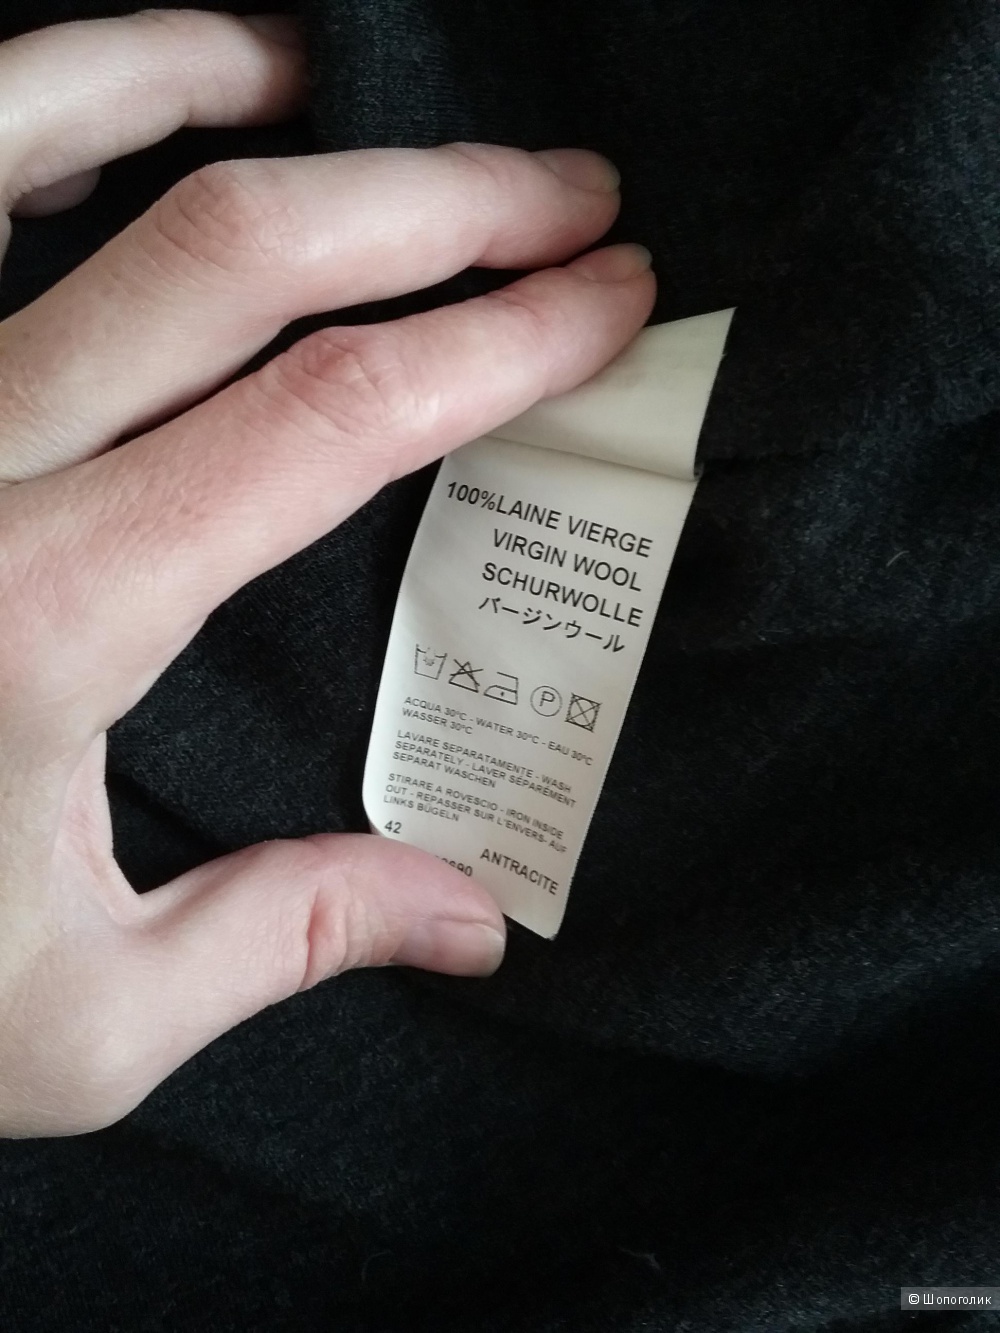 100%LAINE VIERGE
VIRGIN WOOL
SCHURWOLLE
バージンウール
P
ACQUA 30°C - WATER 30°C - EAU 30°C
WASSER 30°C
LAVARE SEPARATAMENTE - WASH
SEPARATELY - LAVER SÉPARÉMENT
SEPARAT WASCHEN
STIRARE A ROVESCIO - IRON INSIDE
OUT - REPASSER SUR L'ENVERS- AUF
LINKS BÜGELN
42
ANTRACITE
© Шопоголик